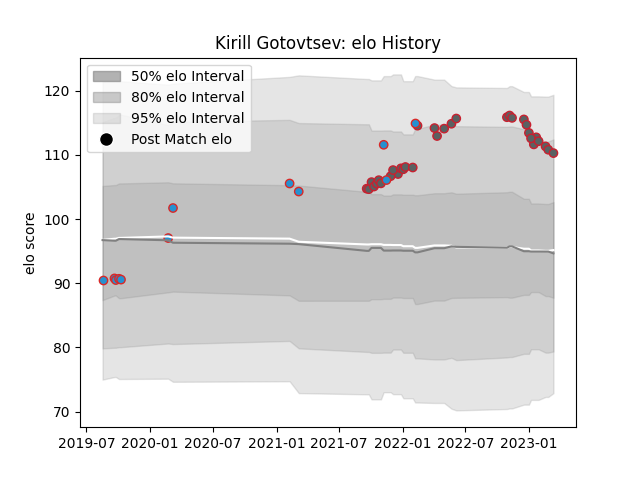 Kirill Gotovtsev: elo History
50% elo Interval
80% elo Interval
95% elo Interval
Post Match elo
elo score
120
110
100
90
80
70
2019-07 2020-01 2020-07 2021-01 2021-07 2022-01 2022-07 2023-01